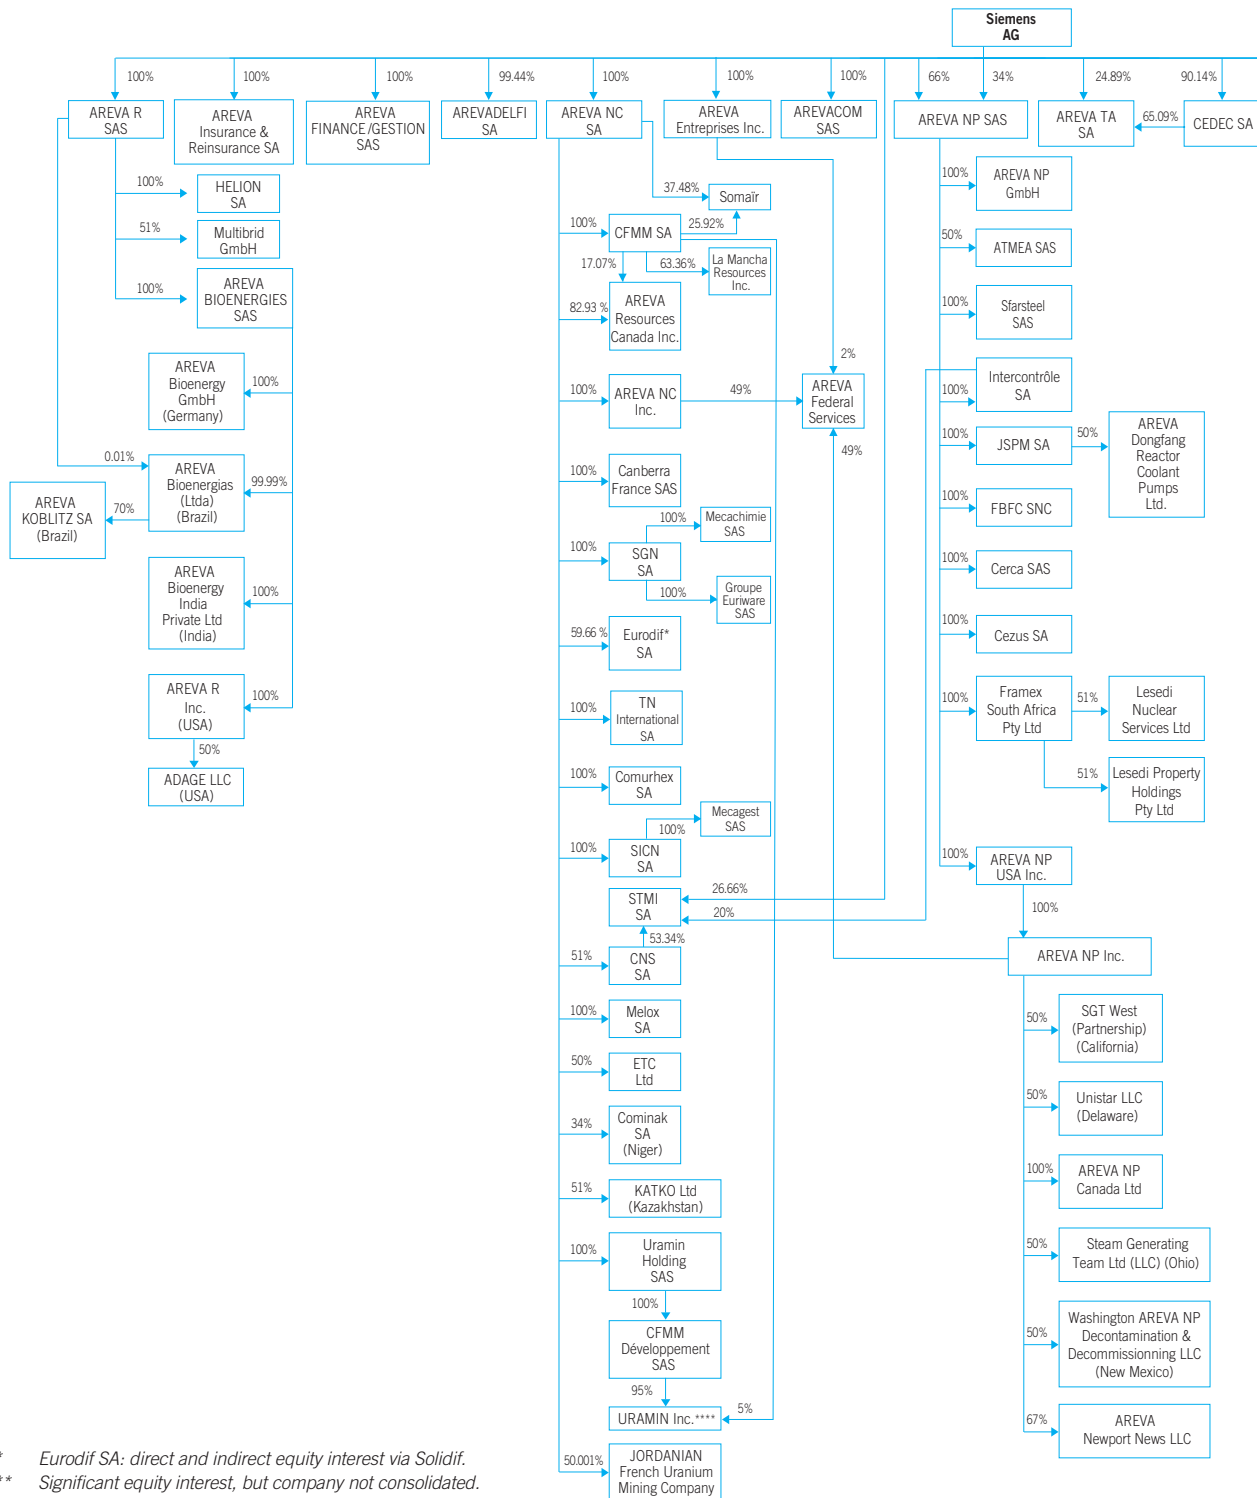 Siemens
AG
100%
100%
100%
99.44%
100%
100%
100%
66%
34%
24.89%
90.14%
AREVA R
SAS
AREVA
Insurance &
Reinsurance SA
AREVA
FINANCE/GESTION
SAS
AREVADELFI
SA
AREVA NC
SA
AREVA
Entreprises Inc.
AREVACOM
SAS
AREVA NP SAS
AREVA TA
SA
65.09%
CEDEC SA
100%
HELION
SA
51%
Multibrid
GmbH
100%
AREVA
BIOENERGIES
SAS
AREVA
Bioenergy
GmbH
(Germany)
100%
0.01%
AREVA
Bioenergias
(Ltda)
(Brazil)
99.99%
AREVA
KOBLITZ SA
(Brazil)
70%
AREVA
Bioenergy
India
Private Ltd
(India)
100%
AREVA R
Inc.
(USA)
100%
50%
ADAGE LLC
(USA)
37.48%
Somaïr
100%
CFMM SA
25.92%
17.07%
63.36%
La Mancha
Resources
Inc.
82.93 %
AREVA
Resources
Canada Inc.
2%
100%
AREVA NC
Inc.
49%
AREVA
Federal
Services
49%
100%
Canberra
France SAS
100%
SGN
SA
100%
Mecachimie
SAS
100%
Groupe
Euriware
SAS
59.66 %
Eurodif*
SA
100%
TN
International
SA
100%
Comurhex
SA
Mecagest
SAS
100%
100%
SICN
SA
STMI
SA
26.66%
20%
53.34%
51%
CNS
SA
100%
Melox
SA
50%
ETC
Ltd
34%
Cominak
SA
(Niger)
51%
KATKO Ltd
(Kazakhstan)
100%
Uramin
Holding
SAS
100%
CFMM
Développement
SAS
95%
URAMIN Inc.****
5%
50.001%
JORDANIAN
French Uranium
Mining Company
100%
AREVA NP
GmbH
50%
ATMEA SAS
100%
Sfarsteel
SAS
100%
Intercontrôle
SA
100%
JSPM SA
50%
AREVA
Dongfang
Reactor
Coolant
Pumps
Ltd.
100%
FBFC SNC
100%
Cerca SAS
100%
Cezus SA
100%
Framex
South Africa
Pty Ltd
51%
Lesedi
Nuclear
Services Ltd
51%
Lesedi Property
Holdings
Pty Ltd
100%
AREVA NP
USA Inc.
100%
AREVA NP Inc.
50%
SGT West
(Partnership)
(California)
50%
Unistar LLC
(Delaware)
100%
AREVA NP
Canada Ltd
50%
Steam Generating
Team Ltd (LLC) (Ohio)
50%
Washington AREVA NP
Decontamination &
Decommissionning LLC
(New Mexico)
67%
AREVA
Newport News LLC
* Eurodif SA: direct and indirect equity interest via Solidif.
** Significant equity interest, but company not consolidated.